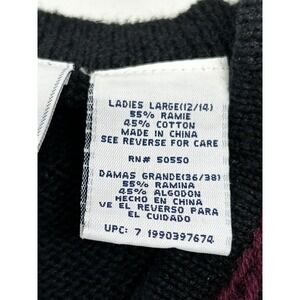 LADIES LARGE(12/14)
55% RAMIE
45% COTTON
MADE IN CHINA
SEE REVERSE FOR CARE
RN# 50550
DAMAS GRANDE(36/38)
55% RAMINA
45% ALGODON
HECHO EN CHINA
VE EL REVERSO PARA
EL CUIDADO
UPC: 7 1990397674